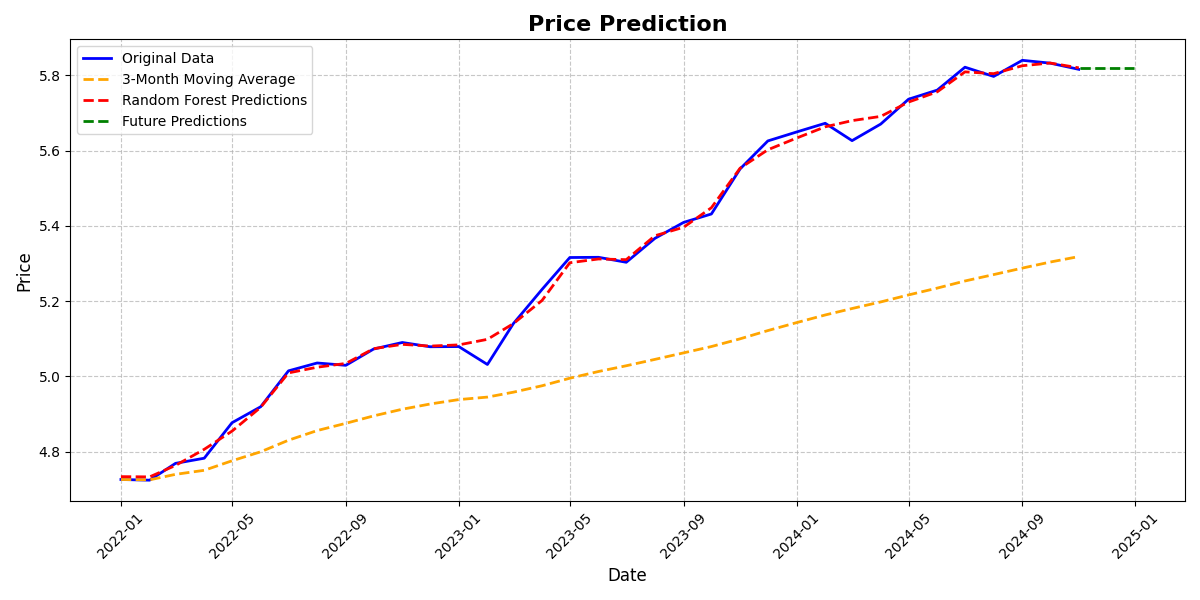 Price Prediction
Original Data
3-Month Moving Average
Random Forest Predictions
Future Predictions
Price
5.8
5.6
5.4
5.2
5.0
4.8
2022-01
2022-05
2022-09
2023-01
2023-05
2023-09
2024-01
2024-05
2024-09
2025-01
Date